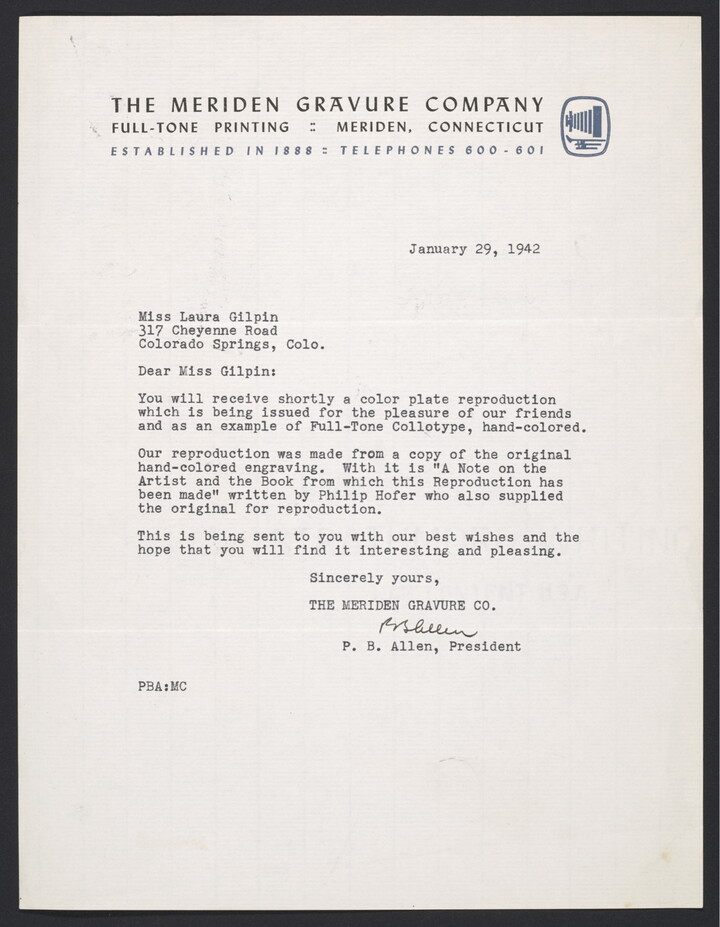 THE MERIDEN GRAVURE COMPANY
FULL-TONE PRINTING :: MERIDEN, CONNECTICUT
ESTABLISHED IN 1888 :: TELEPHONES 600-601
January 29, 1942
Miss Laura Gilpin
317 Cheyenne Road
Colorado Springs, Colo.
Dear Miss Gilpin:
You will receive shortly a color plate reproduction
which is being issued for the pleasure of our friends
and as an example of Full-Tone Collotype, hand-colored.
Our reproduction was made from a copy of the original
hand-colored engraving. With it is "A Note on the
Artist and the Book from which this Reproduction has
been made" written by Philip Hofer who also supplied
the original for reproduction.
This is being sent to you with our best wishes and the
hope that you will find it interesting and pleasing.
Sincerely yours,
THE MERIDEN GRAVURE CO.
PBAllen
P. B. Allen, President
PBA:MC